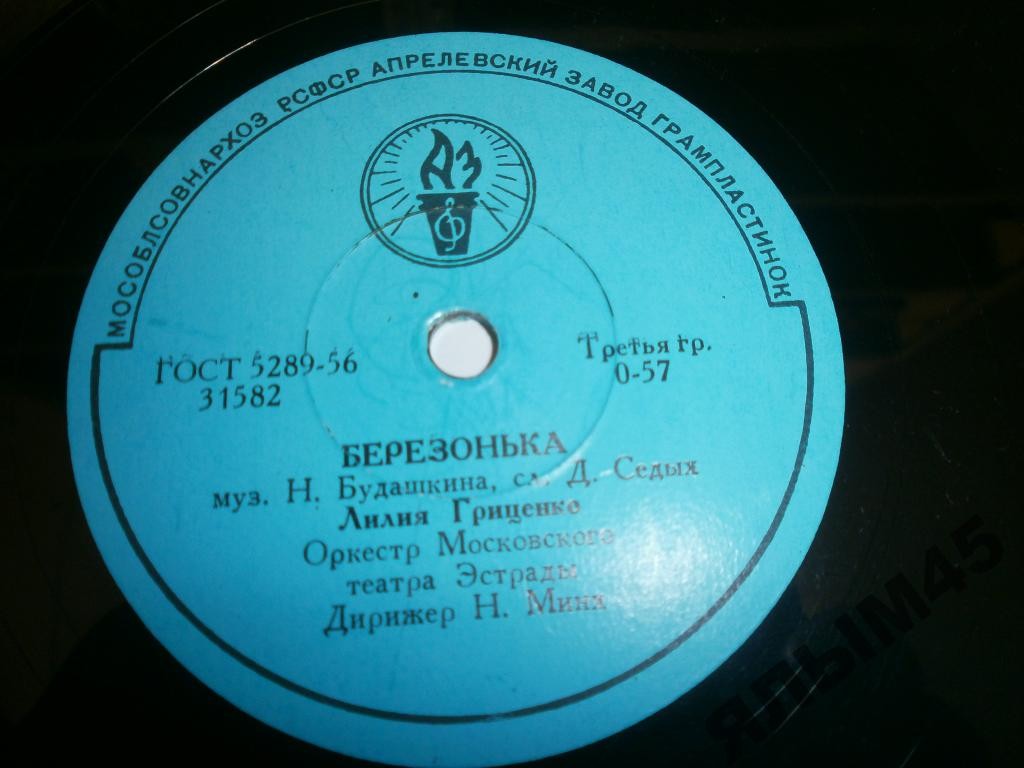 МОСОБЛСОВНАРХОЗ РСФСР АПРЕЛЕВСКИЙ ЗАВОД ГРАМПЛАСТИНОК
АЗ
ГОСТ 5289-56
31582
Третья гр.
0-57
БЕРЕЗОНЬКА
муз. Н. Будашкина, сл. Д. Седых
Лилия Гриценко
Оркестр Московского
театра Эстрады
Дирижер Н. Минх
ЯЛЫМ45